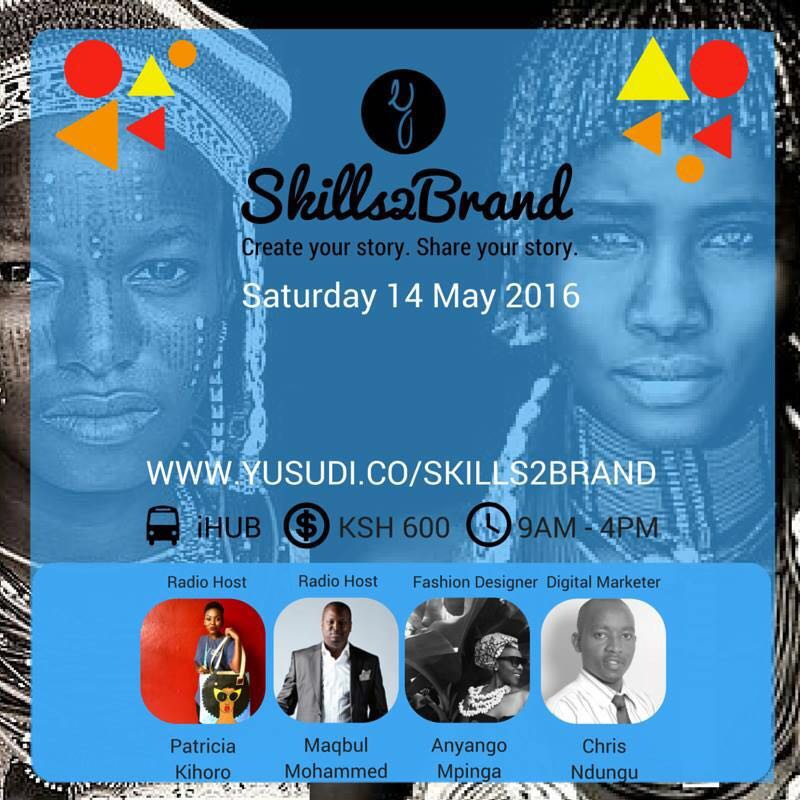 y
Skills2Brand
Create your story. Share your story.
Saturday 14 May 2016
WWW.YUSUDI.CO/SKILLS2BRAND
iHUB $ KSH 600 9AM - 4PM
Radio Host Radio Host Fashion Designer Digital Marketer
Patricia Maqbul Anyango Chris
Kihoro Mohammed Mpinga Ndungu